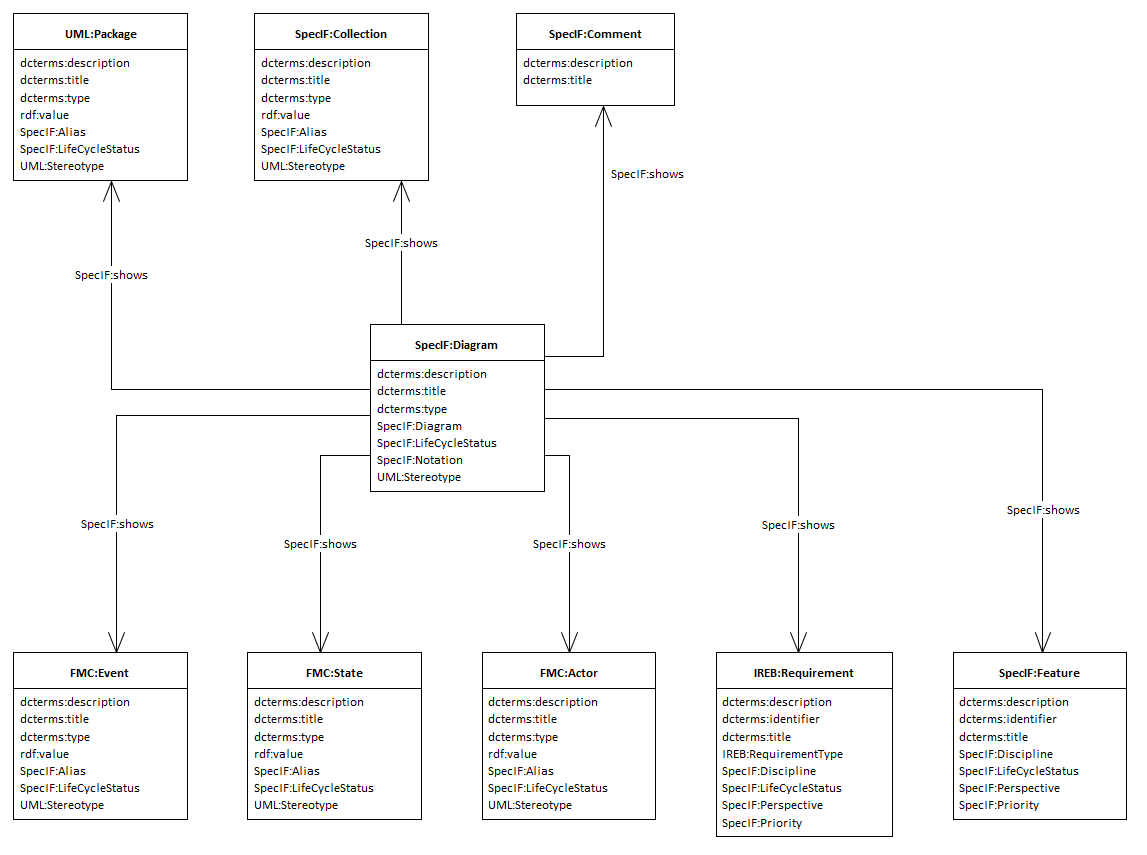 UML:Package
dcterms:description
dcterms:title
dcterms:type
rdf:value
SpecIF:Alias
SpecIF:LifeCycleStatus
UML:Stereotype
SpecIF:Collection
dcterms:description
dcterms:title
dcterms:type
rdf:value
SpecIF:Alias
SpecIF:LifeCycleStatus
UML:Stereotype
SpecIF:Comment
dcterms:description
dcterms:title
SpecIF:shows
SpecIF:shows
SpecIF:shows
SpecIF:Diagram
dcterms:description
dcterms:title
dcterms:type
SpecIF:Diagram
SpecIF:LifeCycleStatus
SpecIF:Notation
UML:Stereotype
SpecIF:shows
SpecIF:shows
SpecIF:shows
SpecIF:shows
SpecIF:shows
FMC:Event
dcterms:description
dcterms:title
dcterms:type
rdf:value
SpecIF:Alias
SpecIF:LifeCycleStatus
UML:Stereotype
FMC:State
dcterms:description
dcterms:title
dcterms:type
rdf:value
SpecIF:Alias
SpecIF:LifeCycleStatus
UML:Stereotype
FMC:Actor
dcterms:description
dcterms:title
dcterms:type
rdf:value
SpecIF:Alias
SpecIF:LifeCycleStatus
UML:Stereotype
IREB:Requirement
dcterms:description
dcterms:identifier
dcterms:title
IREB:RequirementType
SpecIF:Discipline
SpecIF:LifeCycleStatus
SpecIF:Perspective
SpecIF:Priority
SpecIF:Feature
dcterms:description
dcterms:identifier
dcterms:title
SpecIF:Discipline
SpecIF:LifeCycleStatus
SpecIF:Perspective
SpecIF:Priority